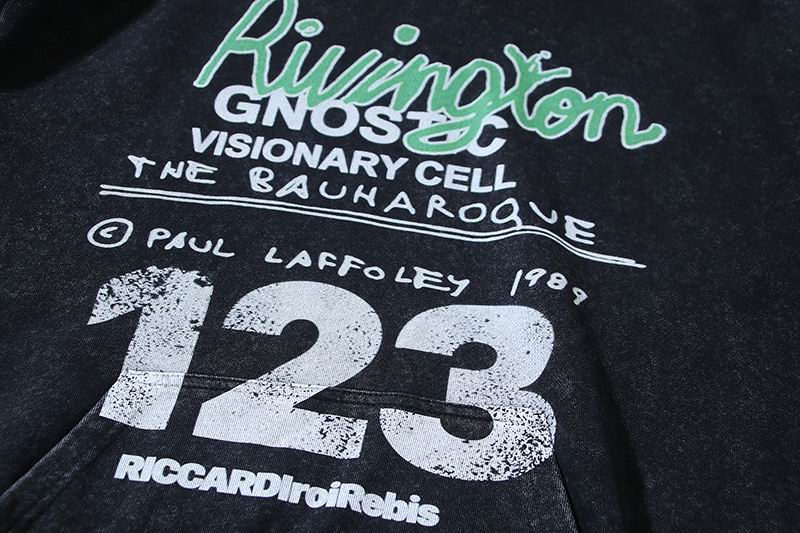 Rivington
GNOSTIC
VISIONARY CELL
THE BAUHAROQUE
© PAUL LAFFOLEY 1989
123
RICCARDIroiRebis